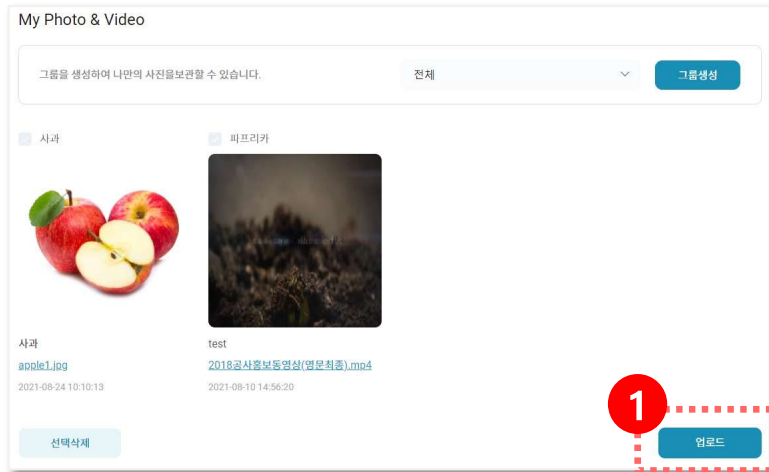 My Photo & Video
그룹을 생성하여 나만의 사진을보관할 수 있습니다.
전체
그룹생성
사과
파프리카
사과
test
apple1.jpg
2018공사홍보동영상(영문최종).mp4
2021-08-24 10:10:13
2021-08-10 14:56:20
1
선택삭제
업로드